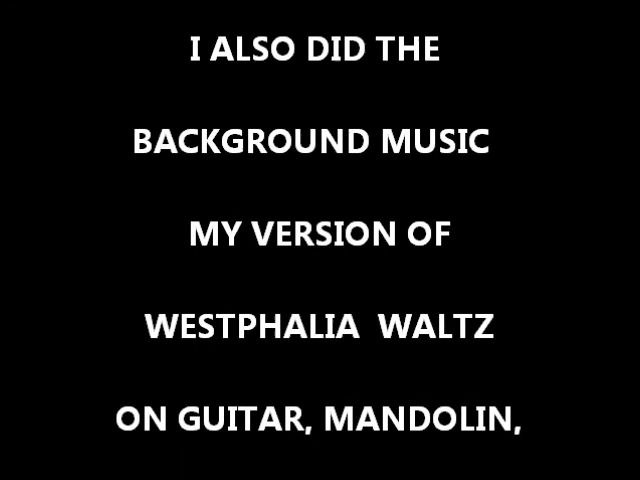 I ALSO DID THE
BACKGROUND MUSIC
MY VERSION OF
WESTPHALIA WALTZ
ON GUITAR, MANDOLIN,